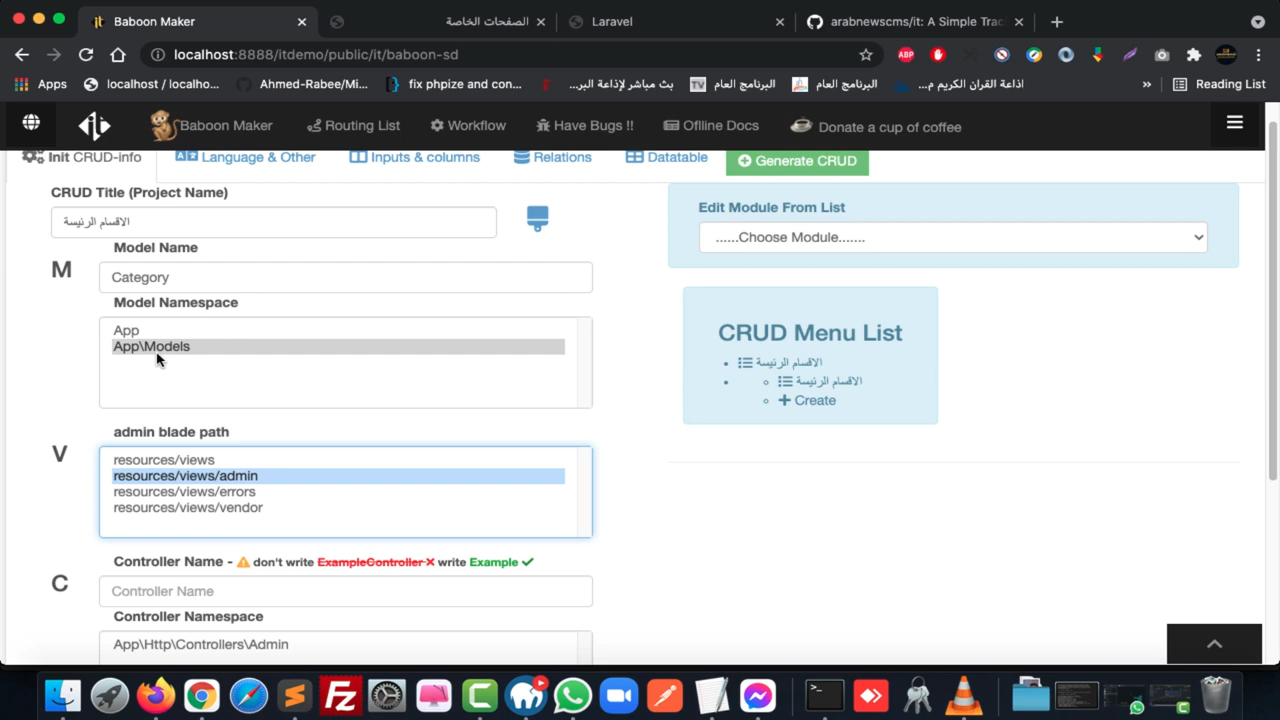 Baboon Maker
الصفحات الخاصة
Laravel
arabnewscms/it: A Simple Trac
localhost:8888/itdemo/public/it/baboon-sd
ABP
Apps
localhost / localho...
Ahmed-Rabee/Mi...
fix phpize and con...
بث مباشر لإذاعة البر...
TV
البرنامج العام
البرنامج العام
اذاعة القران الكريم م...
»
Reading List
Baboon Maker
Routing List
Workflow
Have Bugs !!
Oflline Docs
Donate a cup of coffee
Init CRUD-info
Language & Other
Inputs & columns
Relations
Datatable
Generate CRUD
CRUD Title (Project Name)
الاقسام الرئيسة
Model Name
M
Category
Model Namespace
App
App\Models
admin blade path
V
resources/views
resources/views/admin
resources/views/errors
resources/views/vendor
Controller Name - don't write ExampleController write Example
C
Controller Name
Controller Namespace
App\Http\Controllers\Admin
Edit Module From List
......Choose Module.......
CRUD Menu List
الاقسام الرئيسة
الاقسام الرئيسة
Create